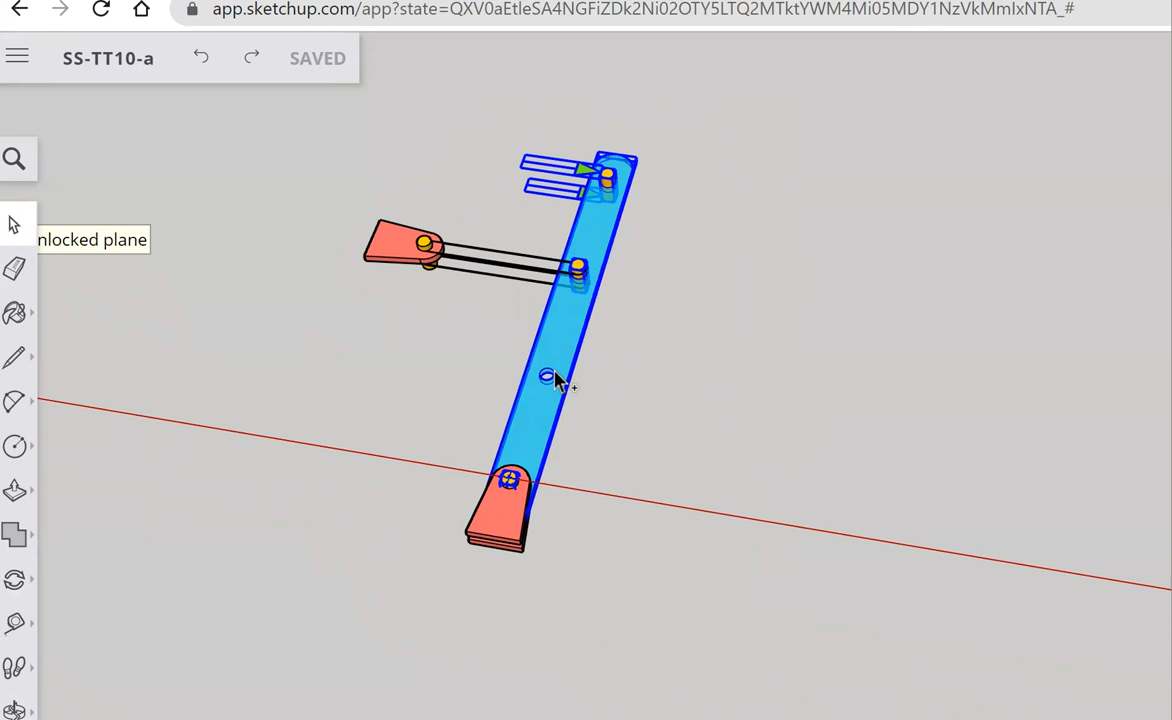 app.sketchup.com/app?state=QXV0aEtleSA4NGFiZDk2Ni02OTY5LTQ2MTktYWM4Mi05MDY1NzVkMmIxNTA_#
SS-TT10-a
SAVED
nlocked plane